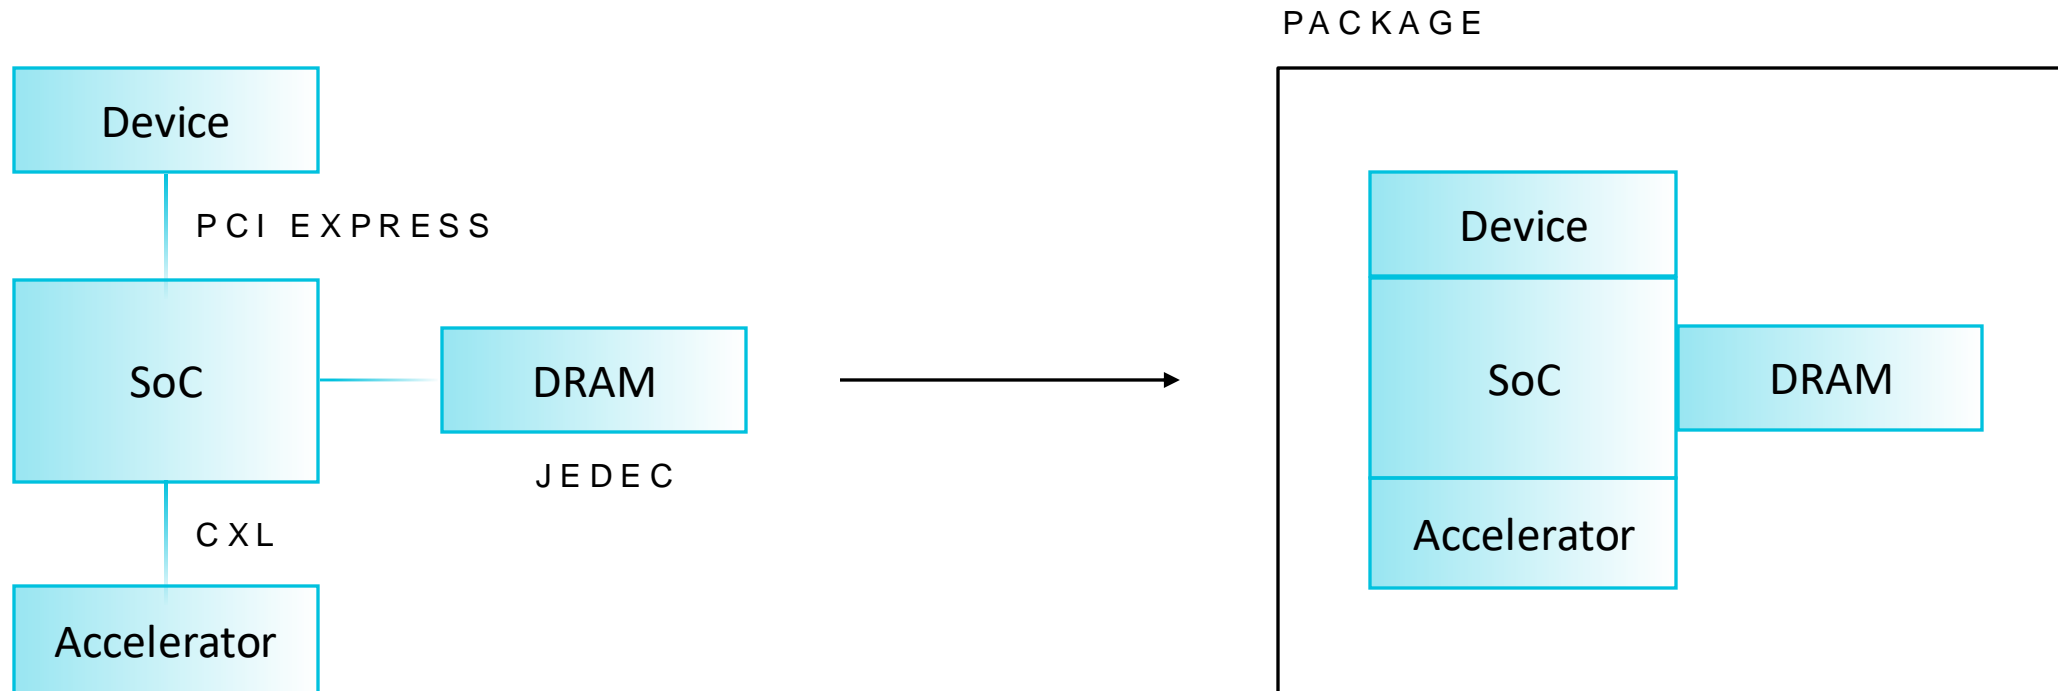 Device
PCI EXPRESS
SoC
DRAM
JEDEC
CXL
Accelerator
PACKAGE
Device
SoC
DRAM
Accelerator